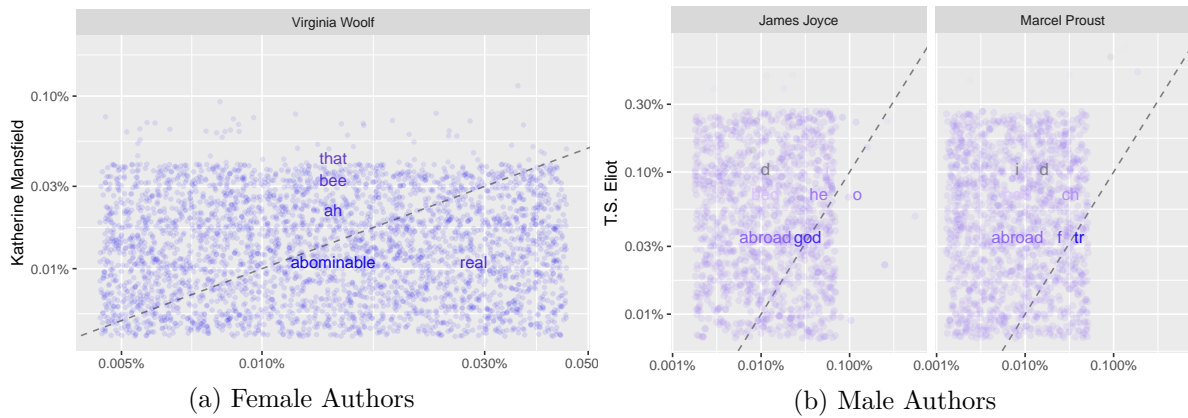 Virginia Woolf
Katherine Mansfield
0.10%
0.03%
0.01%
that
bee
ah
abominable
real
0.005%
0.010%
0.030%
0.050
(a) Female Authors
James Joyce
Marcel Proust
T.S. Eliot
0.30%
0.10%
0.03%
0.01%
d
he
o
abroad
god
i
d
ch
abroad
f
tr
0.001%
0.010%
0.100%
0.001%
0.010%
0.100%
(b) Male Authors